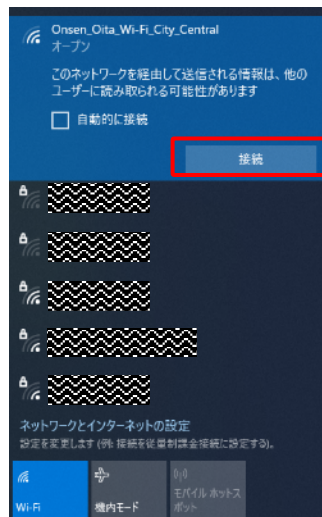 Onsen_Oita_Wi-Fi_City_Central
オープン
このネットワークを経由して送信される情報は、他の
ユーザーに読み取られる可能性があります
自動的に接続
接続
ネットワークとインターネットの設定
設定を変更します (例: 接続を従量制課金接続に設定する)。
Wi-Fi
機内モード
モバイル ホットス
ポット